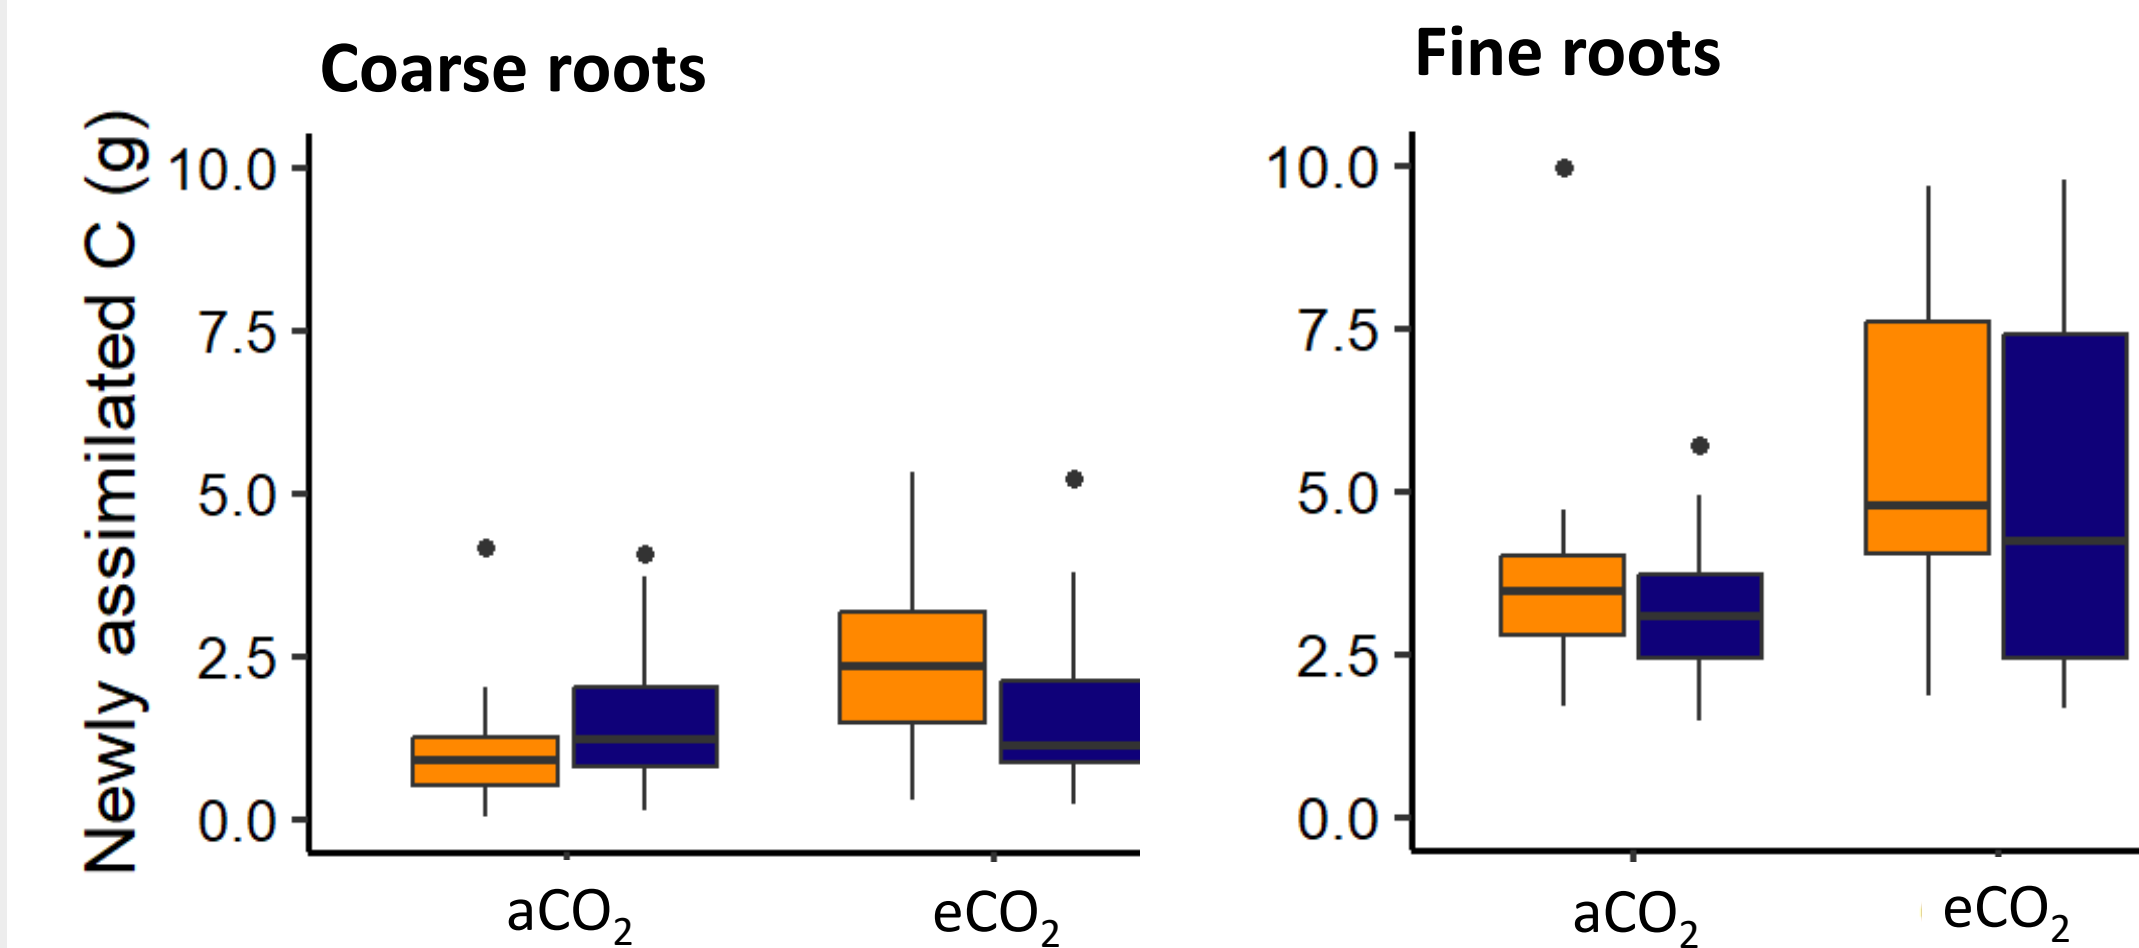 Coarse roots
Newly assimilated C (g)
10.0
7.5
5.0
2.5
0.0
aCO₂
eCO₂
Fine roots
10.0
7.5
5.0
2.5
0.0
aCO₂
eCO₂